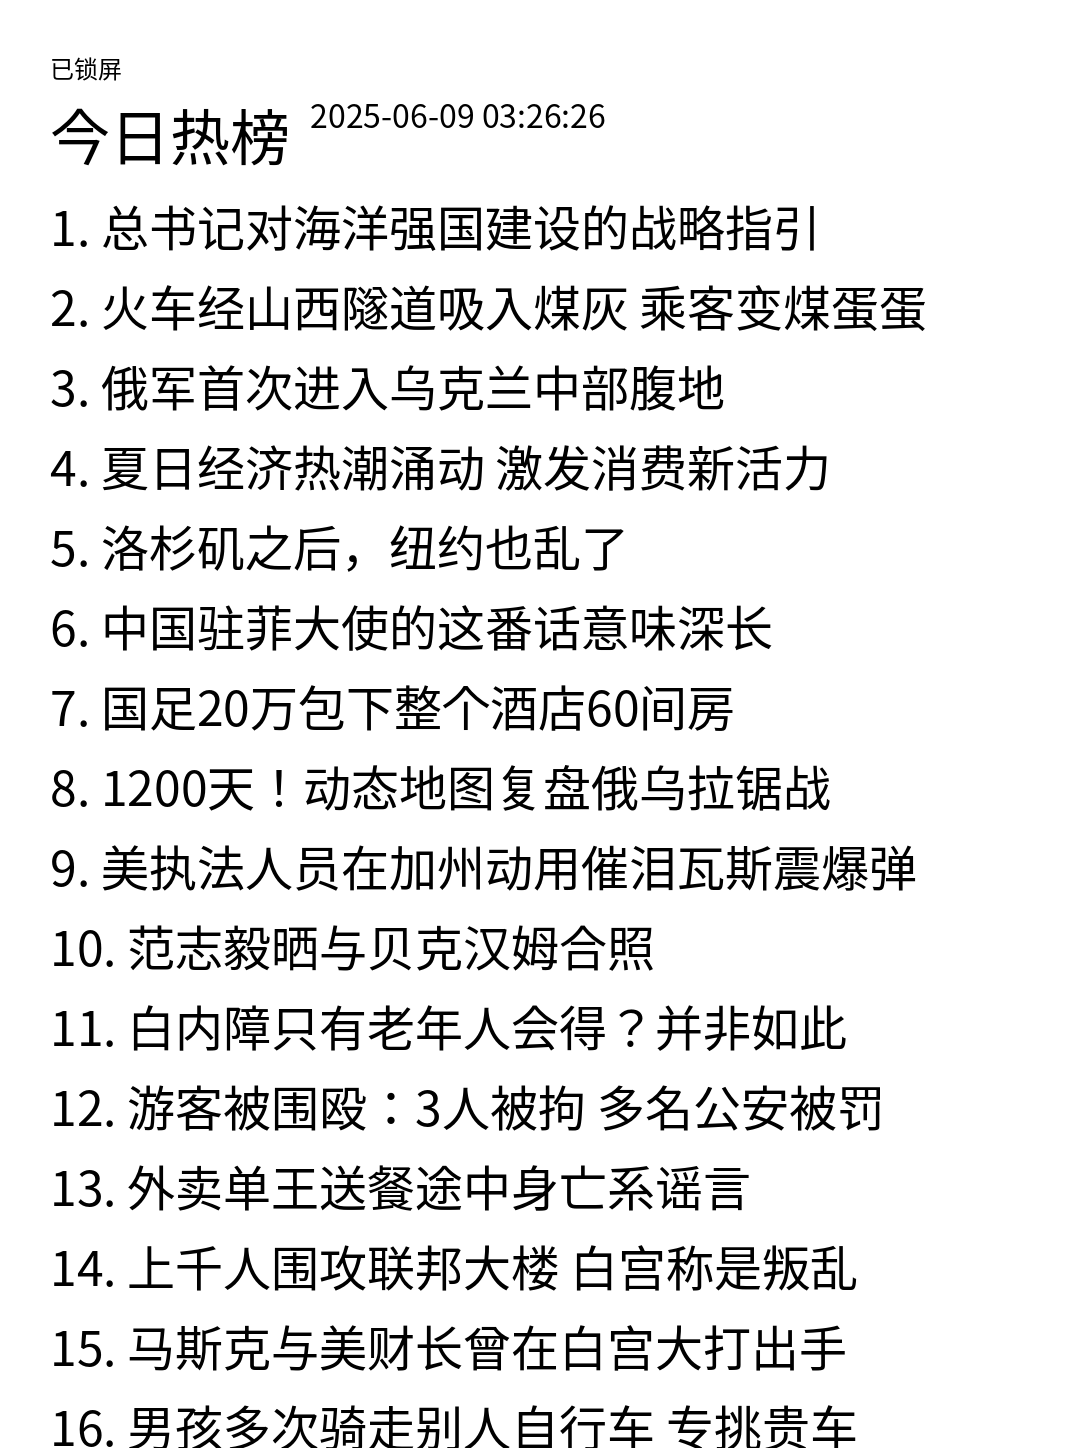 已锁屏
今日热榜 2025-06-09 03:26:26
1. 总书记对海洋强国建设的战略指引
2. 火车经山西隧道吸入煤灰 乘客变煤蛋蛋
3. 俄军首次进入乌克兰中部腹地
4. 夏日经济热潮涌动 激发消费新活力
5. 洛杉矶之后，纽约也乱了
6. 中国驻菲大使的这番话意味深长
7. 国足20万包下整个酒店60间房
8. 1200天！动态地图复盘俄乌拉锯战
9. 美执法人员在加州动用催泪瓦斯震爆弹
10. 范志毅晒与贝克汉姆合照
11. 白内障只有老年人会得？并非如此
12. 游客被围殴：3人被拘 多名公安被罚
13. 外卖单王送餐途中身亡系谣言
14. 上千人围攻联邦大楼 白宫称是叛乱
15. 马斯克与美财长曾在白宫大打出手
16. 男孩多次骑走别人自行车 专挑贵车